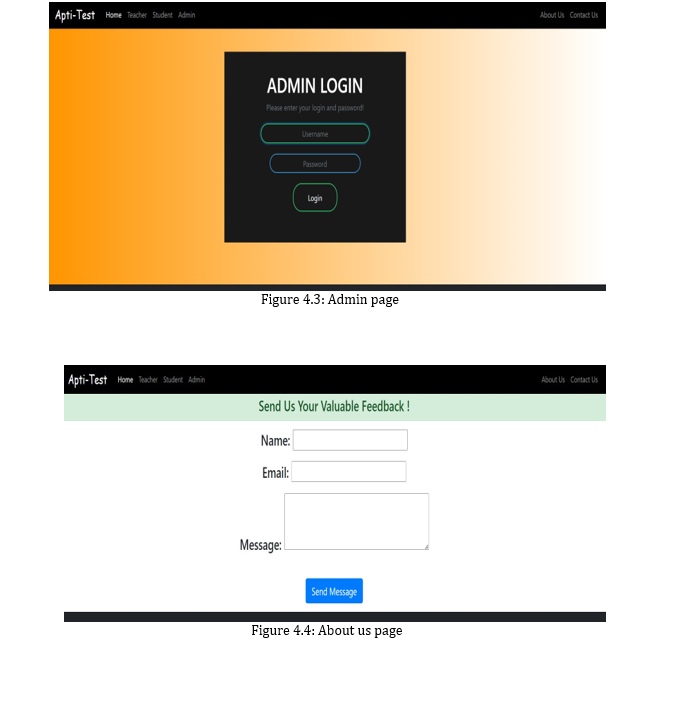 Apti-Test Home Teacher Student Admin About Us Contact Us
ADMIN LOGIN
Please enter your login and password!
Username
Password
Login
Figure 4.3: Admin page
Apti-Test Home Teacher Student Admin About Us Contact Us
Send Us Your Valuable Feedback !
Name:
Email:
Message:
Send Message
Figure 4.4: About us page